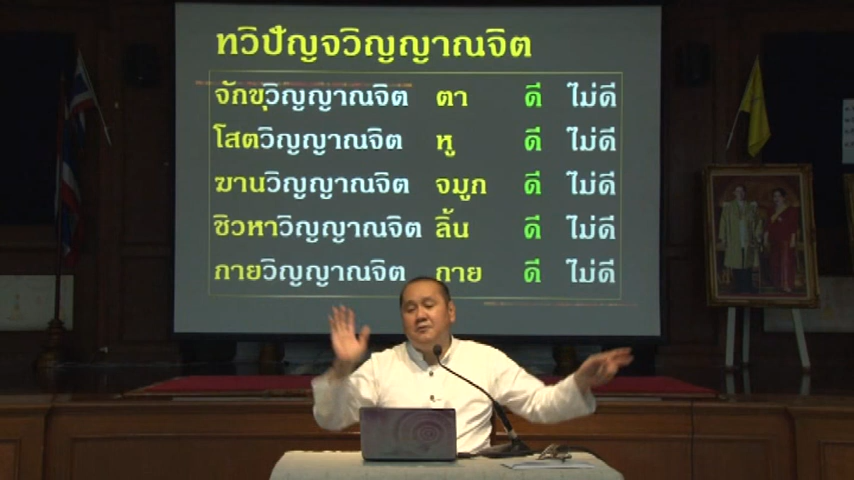 ทวิปัญจวิญญาณจิต
จักขุวิญญาณจิต ตา ดี ไม่ดี
โสตวิญญาณจิต หู ดี ไม่ดี
ฆานวิญญาณจิต จมูก ดี ไม่ดี
ชิวหาวิญญาณจิต ลิ้น ดี ไม่ดี
กายวิญญาณจิต กาย ดี ไม่ดี